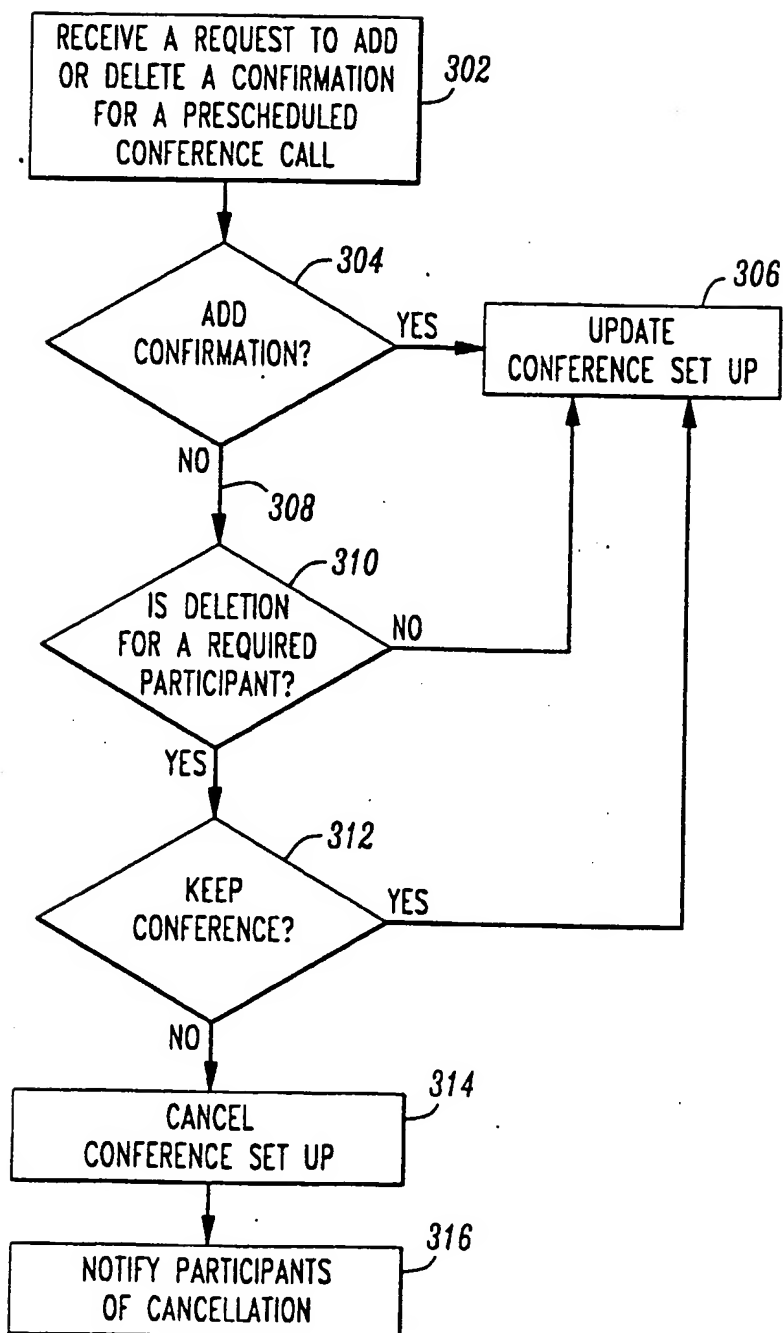 RECEIVE A REQUEST TO ADD
OR DELETE A CONFIRMATION
FOR A PRESCHEDULED
CONFERENCE CALL
302
304
ADD
CONFIRMATION?
YES
306
UPDATE
CONFERENCE SET UP
NO
308
310
IS DELETION
FOR A REQUIRED
PARTICIPANT?
NO
YES
312
KEEP
CONFERENCE?
YES
NO
314
CANCEL
CONFERENCE SET UP
316
NOTIFY PARTICIPANTS
OF CANCELLATION